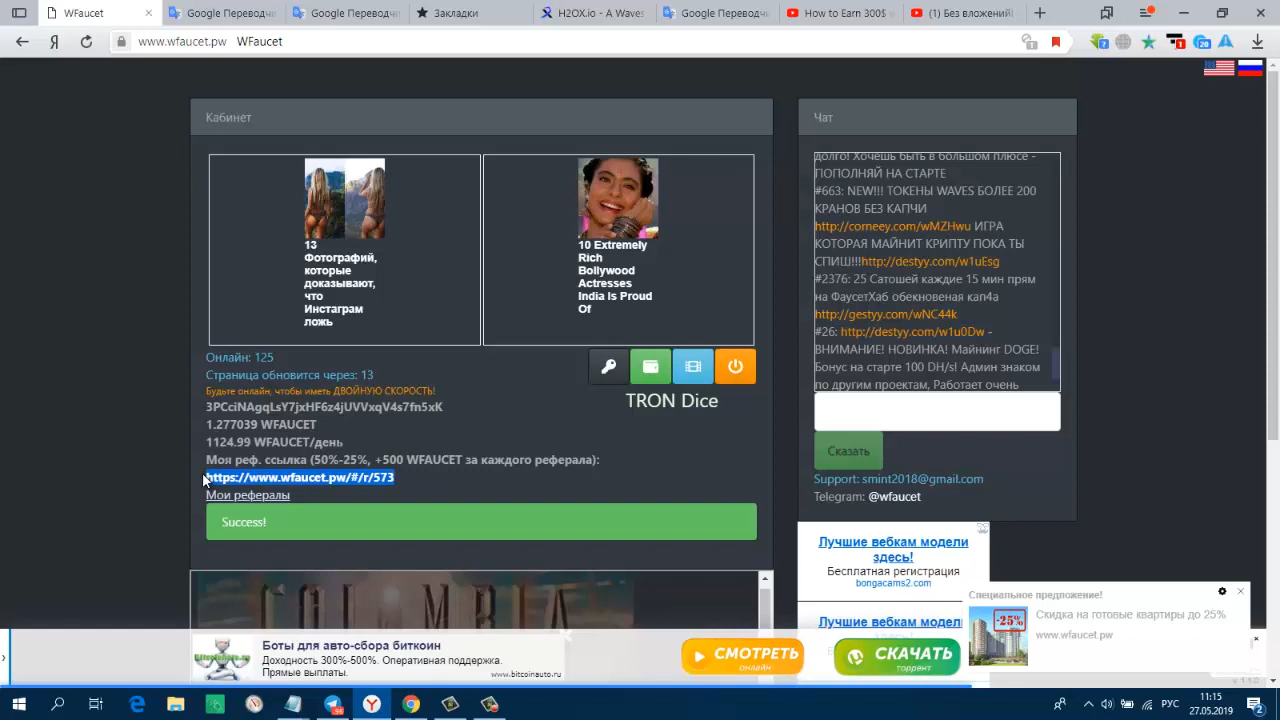 WFaucet
Google Переводч
Google Переводч
Закладки
H2OX.io - A Waves
Google Переводч
How to Earn 300$ w
(1) Без вложений
www.wfaucet.pw WFaucet
Кабинет
13
Фотографий,
которые
доказывают,
что
Инстаграм
ложь
10 Extremely
Rich
Bollywood
Actresses
India Is Proud
Of
Онлайн: 125
Страница обновится через: 13
Будьте онлайн, чтобы иметь ДВОЙНУЮ СКОРОСТЬ!
3PCciNAgqLsY7jxHF6z4jUVVxqV4s7fn5xK
1.277039 WFAUCET
1124.99 WFAUCET/день
Моя реф. ссылка (50%-25%, +500 WFAUCET за каждого реферала):
https://www.wfaucet.pw/#/r/573
Мои рефералы
Success!
TRON Dice
Чат
долго! Хочешь быть в большом плюсе -
ПОПОЛНЯЙ НА СТАРТЕ
#663: NEW!!! ТОКЕНЫ WAVES БОЛЕЕ 200
КРАНОВ БЕЗ КАПЧИ
http://corneey.com/wMZHwu ИГРА
КОТОРАЯ МАЙНИТ КРИПТУ ПОКА ТЫ
СПИШ!!!http://destyy.com/w1uEsg
#2376: 25 Сатошей каждие 15 мин прям
на ФаусетХаб обекновеная кап4а
http://gestyy.com/wNC44k
#26: http://destyy.com/w1u0Dw -
ВНИМАНИЕ! НОВИНКА! Майнинг DOGE!
Бонус на старте 100 DH/s! Админ знаком
по другим проектам, Работает очень
Сказать
Support: smint2018@gmail.com
Telegram: @wfaucet
Лучшие вебкам модели
здесь!
Бесплатная регистрация
bongacams2.com
Лучшие вебкам модели
Специальное предложение!
-25%
Скидка на готовые квартиры до 25%
www.wfaucet.pw
Боты для авто-сбора биткоин
Доходность 300%-500%. Оперативная поддержка.
Прямые выплаты.
www.bitcoinauto.ru
СМОТРЕТЬ
онлайн
СКАЧАТЬ
торрент
РУС
11:15
27.05.2019